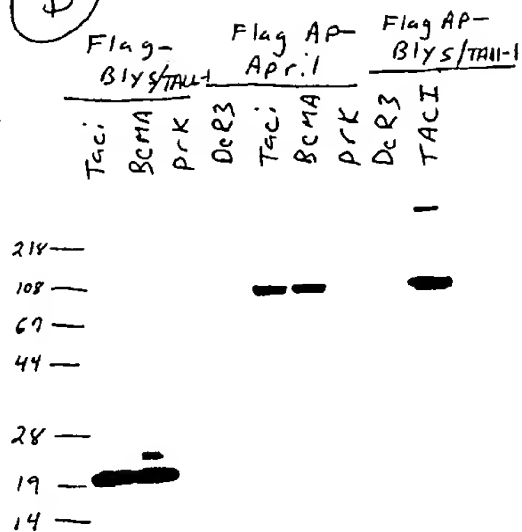 Flag-
Blys/TALL-1
Flag AP-
April
Flag AP-
Blys/TALL-1
Taci
BCMA
prK
DcR3
Taci
BCMA
prK
DcR3
TACI
218
108
67
44
28
19
14